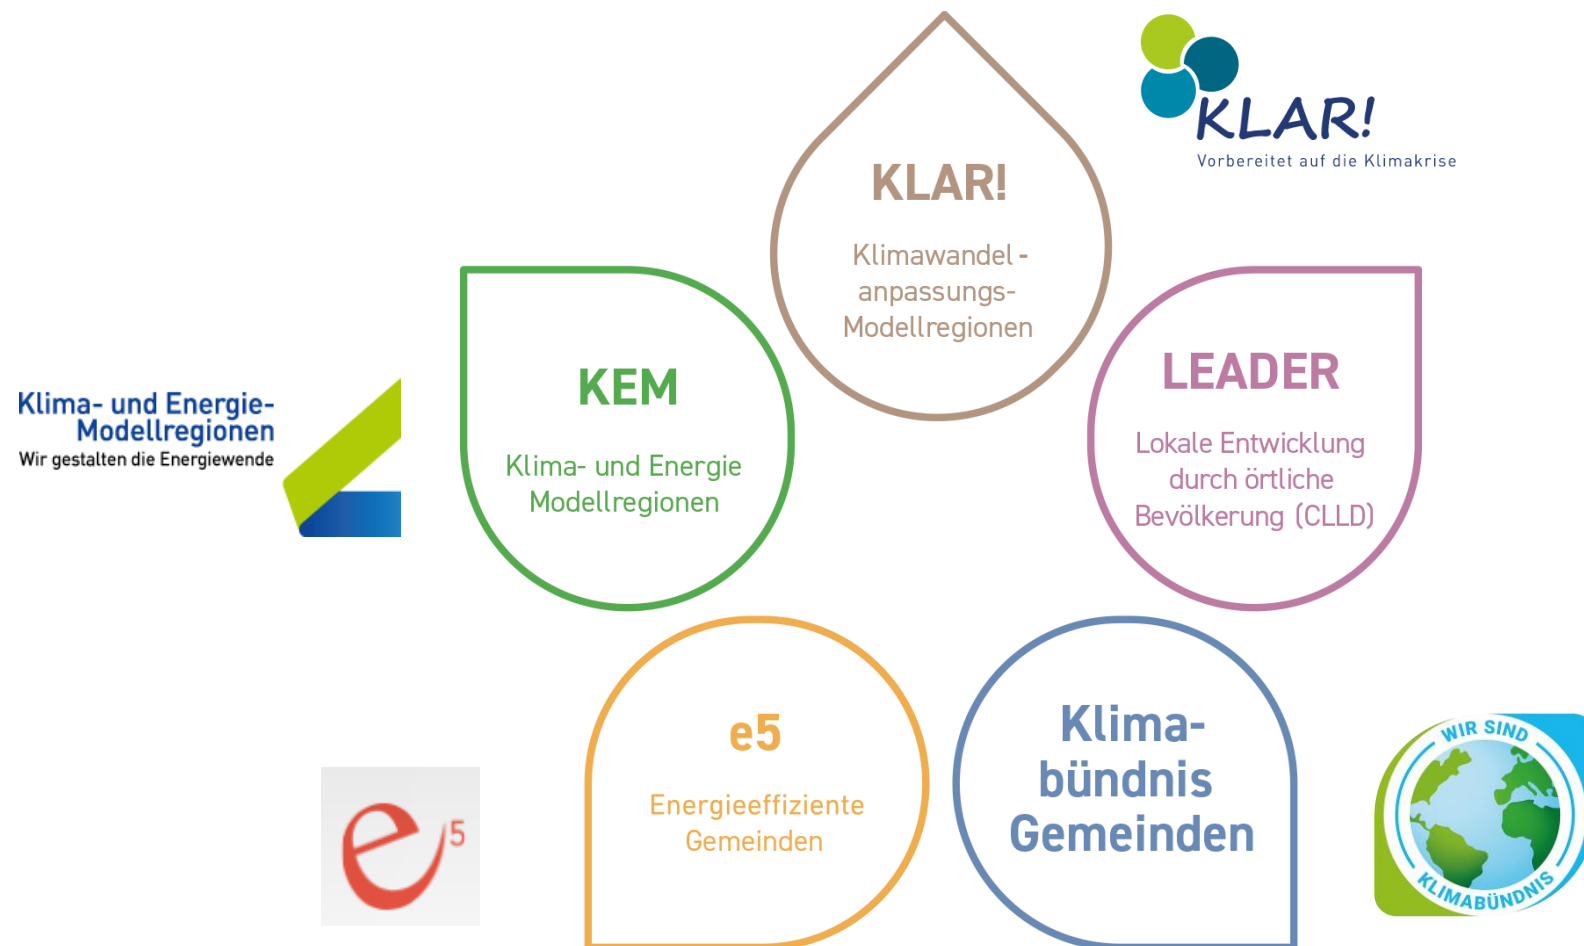 KLAR!
Vorbereitet auf die Klimakrise
KLAR!
Klimawandel-
anpassungs-
Modellregionen
KEM
Klima- und Energie
Modellregionen
LEADER
Lokale Entwicklung
durch örtliche
Bevölkerung (CLLD)
Klima- und Energie-
Modellregionen
Wir gestalten die Energiewende
e5
Energieeffiziente
Gemeinden
Klima-
bündnis
Gemeinden
e5
WIR SIND
KLIMABÜNDNIS